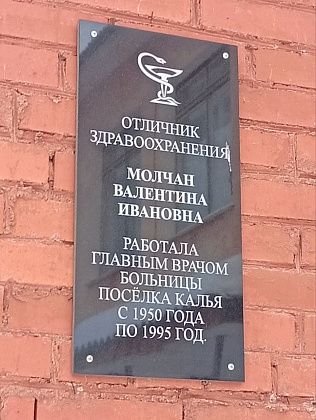 ОТЛИЧНИК
ЗДРАВООХРАНЕНИЯ
МОЛЧАН
ВАЛЕНТИНА
ИВАНОВНА
РАБОТАЛА
ГЛАВНЫМ ВРАЧОМ
БОЛЬНИЦЫ
ПОСЁЛКА КАЛЬЯ
С 1950 ГОДА
ПО 1995 ГОД.